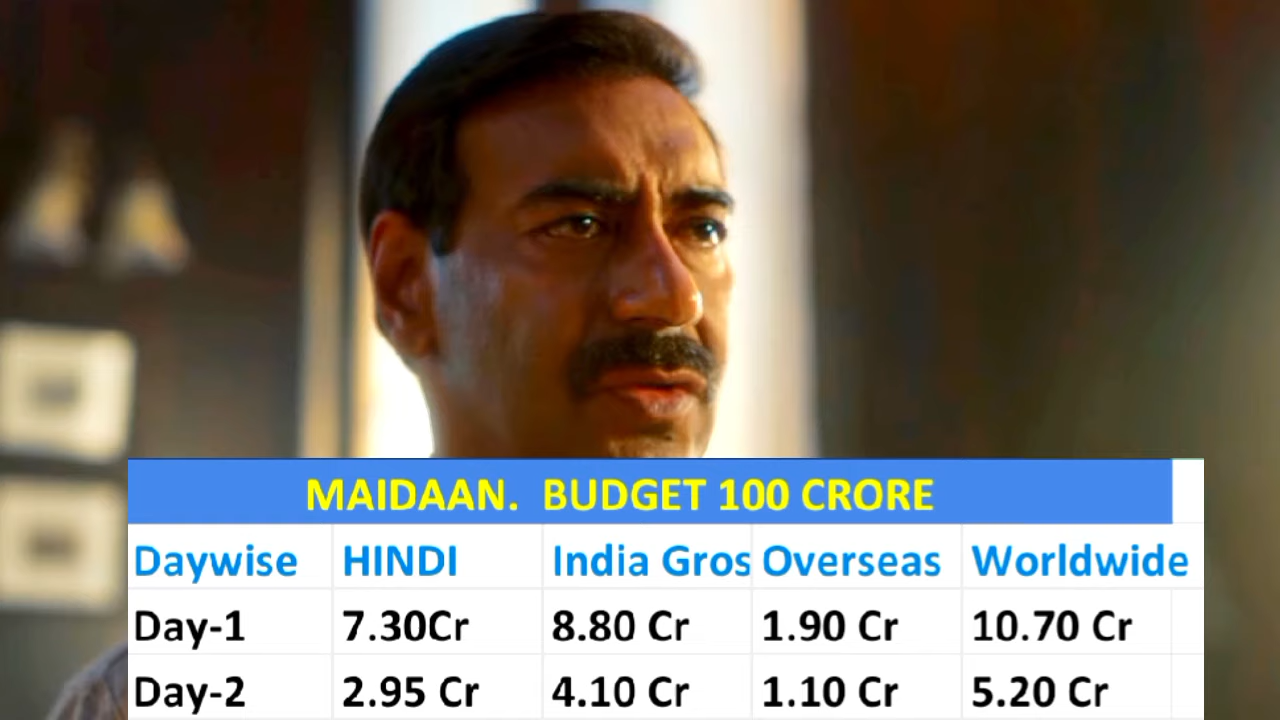 MAIDAAN. BUDGET 100 CRORE
Daywise HINDI India Gros Overseas Worldwide
Day-1 7.30Cr 8.80 Cr 1.90 Cr 10.70 Cr
Day-2 2.95 Cr 4.10 Cr 1.10 Cr 5.20 Cr